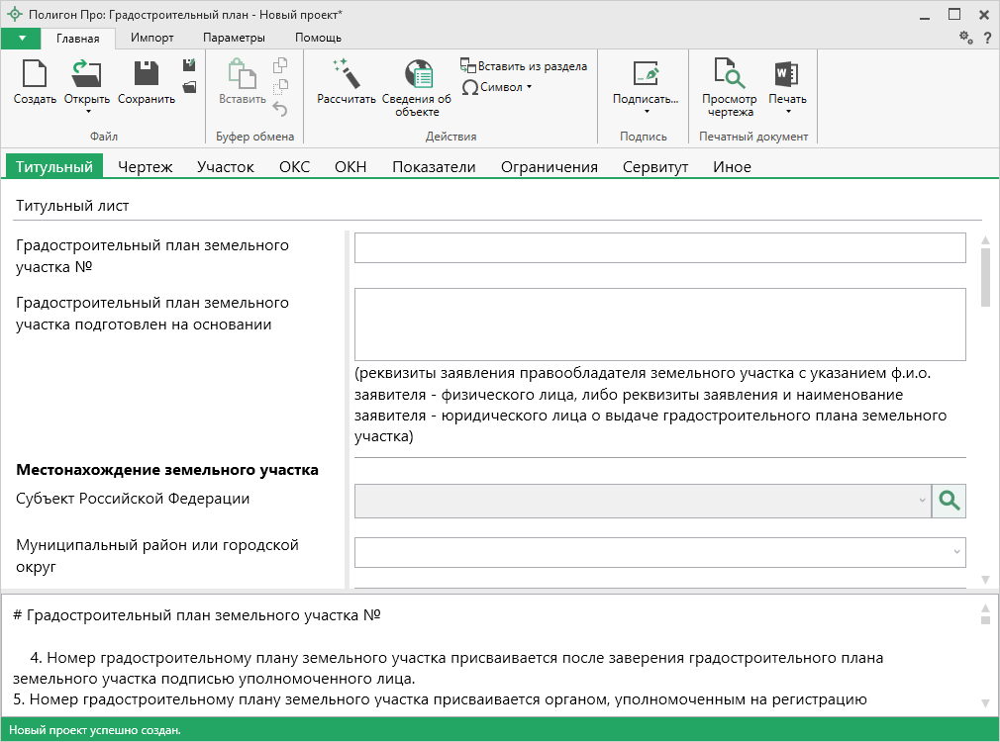 Полигон Про: Градостроительный план - Новый проект*
Главная Импорт Параметры Помощь
?
Создать Открыть Сохранить Вставить Рассчитать Сведения об объекте Вставить из раздела
Символ
Подписать... Просмотр чертежа Печать
Файл Буфер обмена Действия Подпись Печатный документ
Титульный Чертеж Участок ОКС ОКН Показатели Ограничения Сервитут Иное
Титульный лист
Градостроительный план земельного
участка №
Градостроительный план земельного
участка подготовлен на основании
(реквизиты заявления правообладателя земельного участка с указанием ф.и.о.
заявителя - физического лица, либо реквизиты заявления и наименование
заявителя - юридического лица о выдаче градостроительного плана земельного
участка)
Местонахождение земельного участка
Субъект Российской Федерации
Муниципальный район или городской
округ
# Градостроительный план земельного участка №
4. Номер градостроительному плану земельного участка присваивается после заверения градостроительного плана
земельного участка подписью уполномоченного лица.
5. Номер градостроительному плану земельного участка присваивается органом, уполномоченным на регистрацию
Новый проект успешно создан.